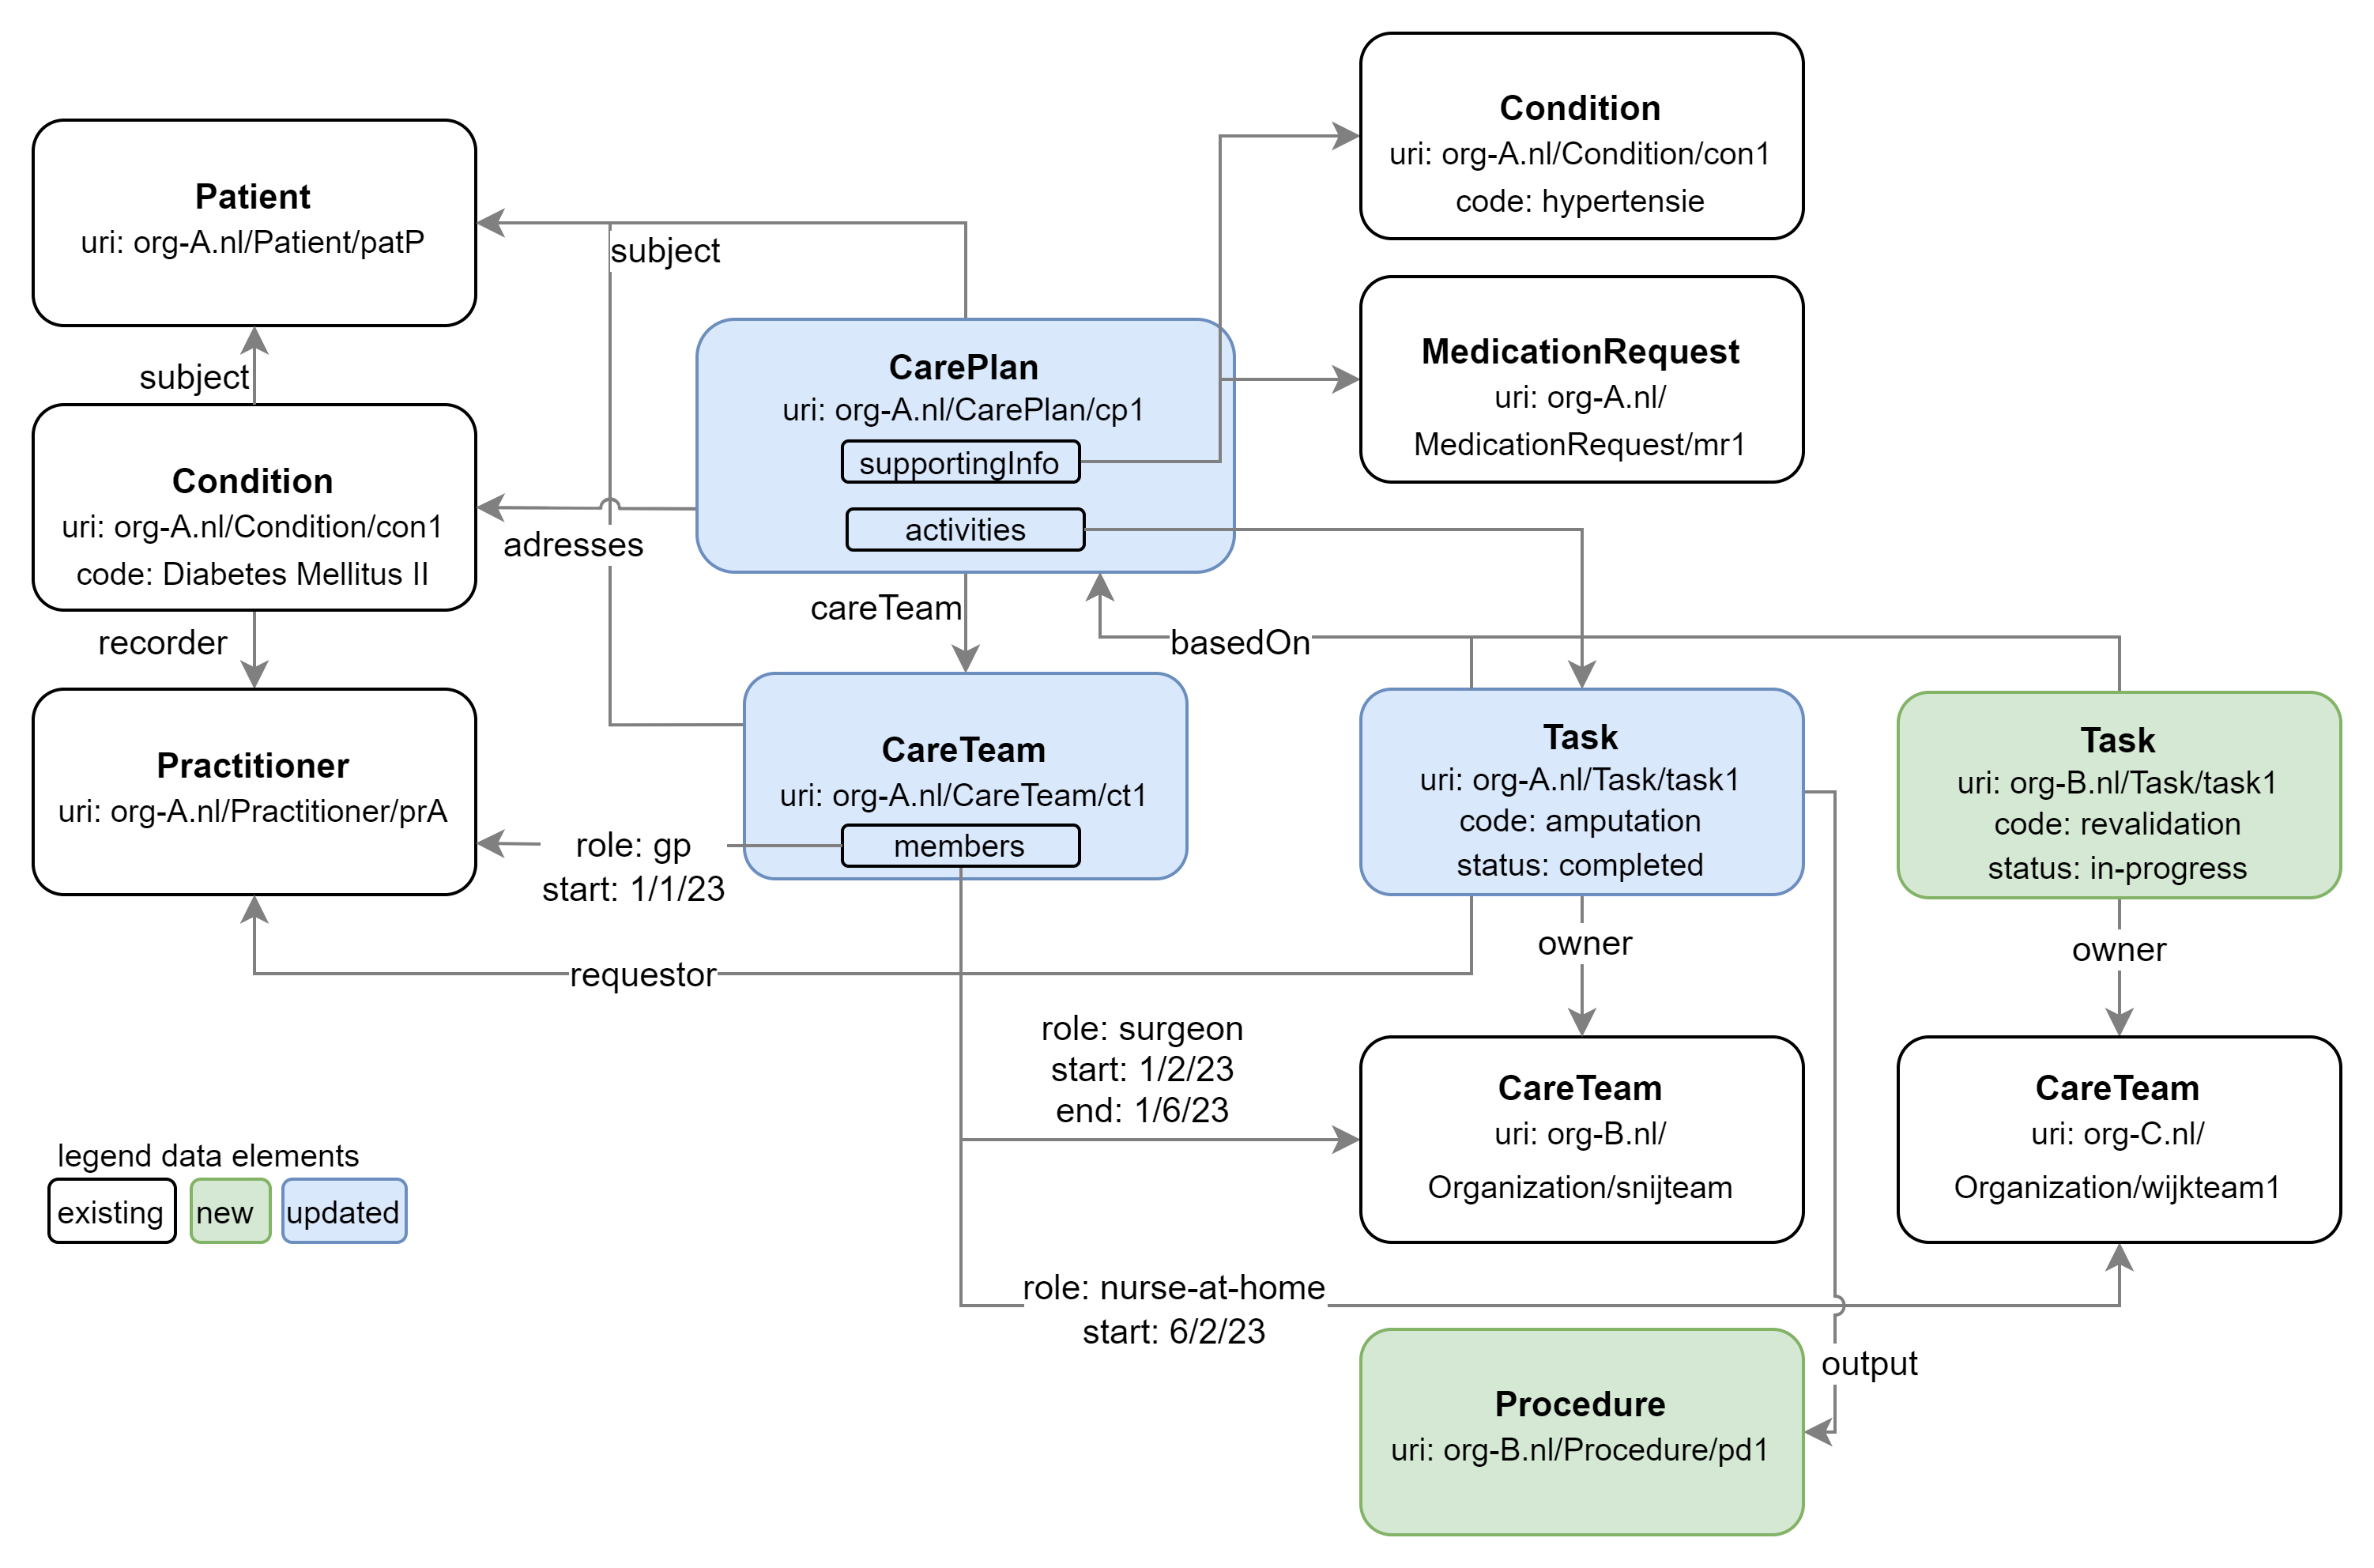 Condition
uri: org-A.nl/Condition/con1
code: hypertensie
Patient
uri: org-A.nl/Patient/patP
subject
MedicationRequest
uri: org-A.nl/
MedicationRequest/mr1
CarePlan
uri: org-A.nl/CarePlan/cp1
supportingInfo
activities
subject
Condition
uri: org-A.nl/Condition/con1
code: Diabetes Mellitus II
adresses
careTeam
recorder
basedOn
Practitioner
uri: org-A.nl/Practitioner/prA
CareTeam
uri: org-A.nl/CareTeam/ct1
members
Task
uri: org-A.nl/Task/task1
code: amputation
status: completed
Task
uri: org-B.nl/Task/task1
code: revalidation
status: in-progress
role: gp
start: 1/1/23
requestor
owner
owner
role: surgeon
start: 1/2/23
end: 1/6/23
CareTeam
uri: org-B.nl/
Organization/snijteam
CareTeam
uri: org-C.nl/
Organization/wijkteam1
legend data elements
existing
new
updated
role: nurse-at-home
start: 6/2/23
output
Procedure
uri: org-B.nl/Procedure/pd1